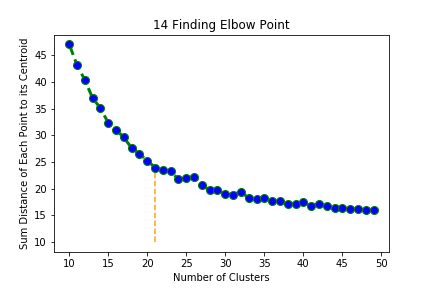 14 Finding Elbow Point
Sum Distance of Each Point to its Centroid
45
40
35
30
25
20
15
10
10 15 20 25 30 35 40 45 50
Number of Clusters